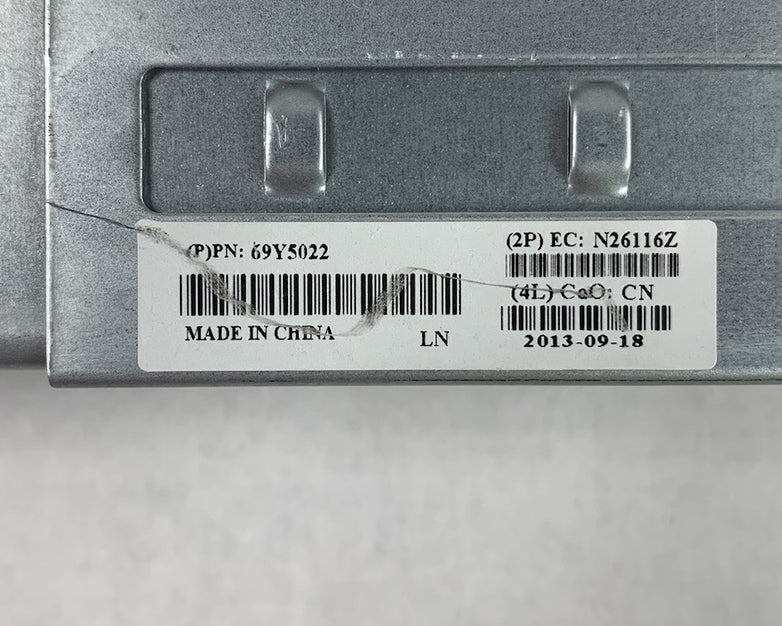 (P)PN: 69Y5022
MADE IN CHINA
LN
(2P) EC: N26116Z
(4L) CoO: CN
2013-09-18